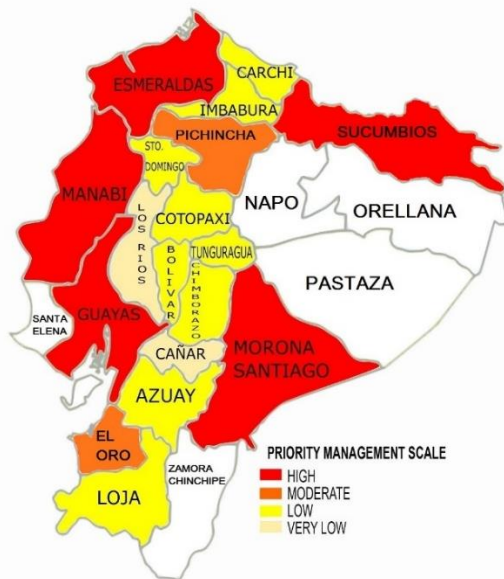 CARCHI
ESMERALDAS
IMBABURA
PICHINCHA
SUCUMBIOS
STO.
DOMINGO
MANABI
LOS RIOS
COTOPAXI
NAPO
ORELLANA
TUNGURAGUA
BOLIVAR
CHIMBORAZO
PASTAZA
SANTA
ELENA
GUAYAS
CAÑAR
MORONA
SANTIAGO
AZUAY
EL
ORO
LOJA
ZAMORA
CHINCHIPE
PRIORITY MANAGEMENT SCALE
HIGH
MODERATE
LOW
VERY LOW